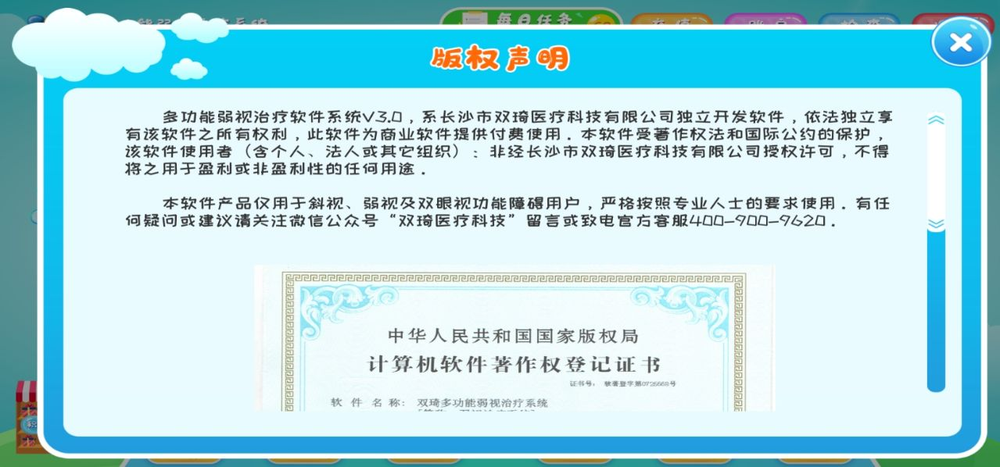 每日任务
版权声明
多功能弱视治疗软件系统V3.0，系长沙市双琦医疗科技有限公司独立开发软件，依法独立享
有该软件之所有权利，此软件为商业软件提供付费使用．本软件受著作权法和国际公约的保护，
该软件使用者（含个人、法人或其它组织）：非经长沙市双琦医疗科技有限公司授权许可，不得
将之用于盈利或非盈利性的任何用途．
本软件产品仅用于斜视、弱视及双眼视功能障碍用户，严格按照专业人士的要求使用．有任
何疑问或建议请关注微信公众号“双琦医疗科技”留言或致电官方客服400-900-9620．
中华人民共和国国家版权局
计算机软件著作权登记证书
证书号： 软著登字第0725668号
软 件 名 称： 双琦多功能弱视治疗系统